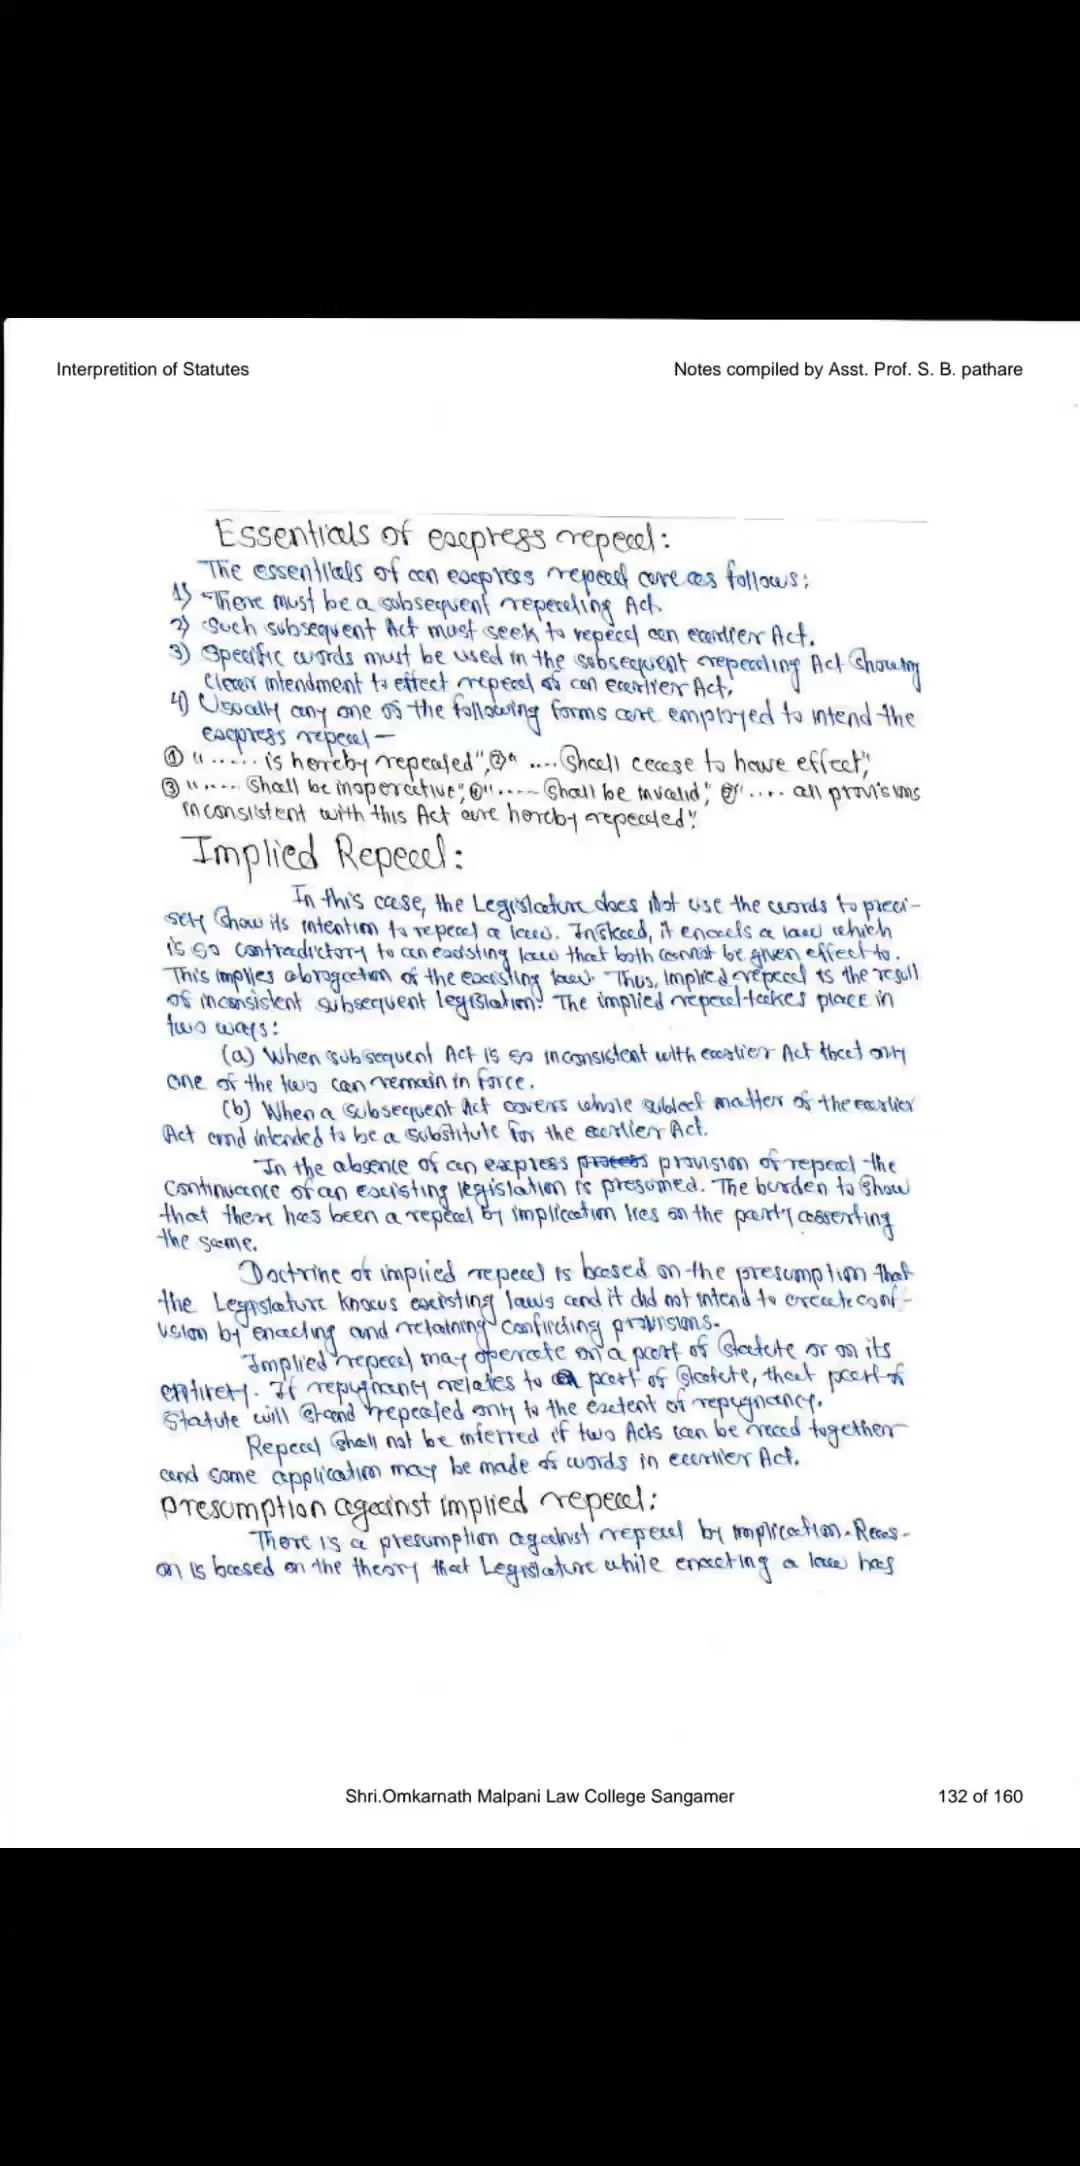 Interpretition of Statutes
Notes compiled by Asst. Prof. S. B. pathare
Essentials of express repeal:
The essentials of an express repeal are as follows:
1) There must be a subsequent repealing Act.
2) Such subsequent Act must seek to repeal an earlier Act.
3) Specific words must be used in the subsequent repealing Act showing
clear intendment to effect repeal of an earlier Act.
4) Usually any one of the following forms are employed to intend the
express repeal—
① "..... is hereby repealed", ② ".... Shall cease to have effect",
③ ".... Shall be inoperative", ④ ".... Shall be invalid", ⑤ ".... all provisions
inconsistent with this Act are hereby repealed".
Implied Repeal:
In this case, the Legislature does not use the words to preci-
sely show its intention to repeal a law. Instead, it enacts a law which
is so contradictory to an existing law that both cannot be given effect to.
This implies abrogation of the existing law. Thus, implied repeal is the result
of inconsistent subsequent legislation. The implied repeal takes place in
two ways:
(a) When subsequent Act is so inconsistent with earlier Act that only
one of the two can remain in force.
(b) When a subsequent Act covers whole subject matter of the earlier
Act and intended to be a substitute for the earlier Act.
In the absence of an express provision of repeal the
continuance of an existing legislation is presumed. The burden to show
that there has been a repeal by implication lies on the party asserting
the same.
Doctrine of implied repeal is based on the presumption that
the Legislature knows existing laws and it did not intend to create conf-
usion by enacting and retaining conflicting provisions.
Implied repeal may operate on a part of statute or on its
entirety. If repugnancy relates to a part of statute, that part of
statute will stand repealed only to the extent of repugnancy.
Repeal shall not be inferred if two Acts can be read together
and some application may be made of words in earlier Act.
presumption against implied repeal:
There is a presumption against repeal by implication. Reas-
on is based on the theory that Legislature while enacting a law has
Shri.Omkarnath Malpani Law College Sangamer
132 of 160